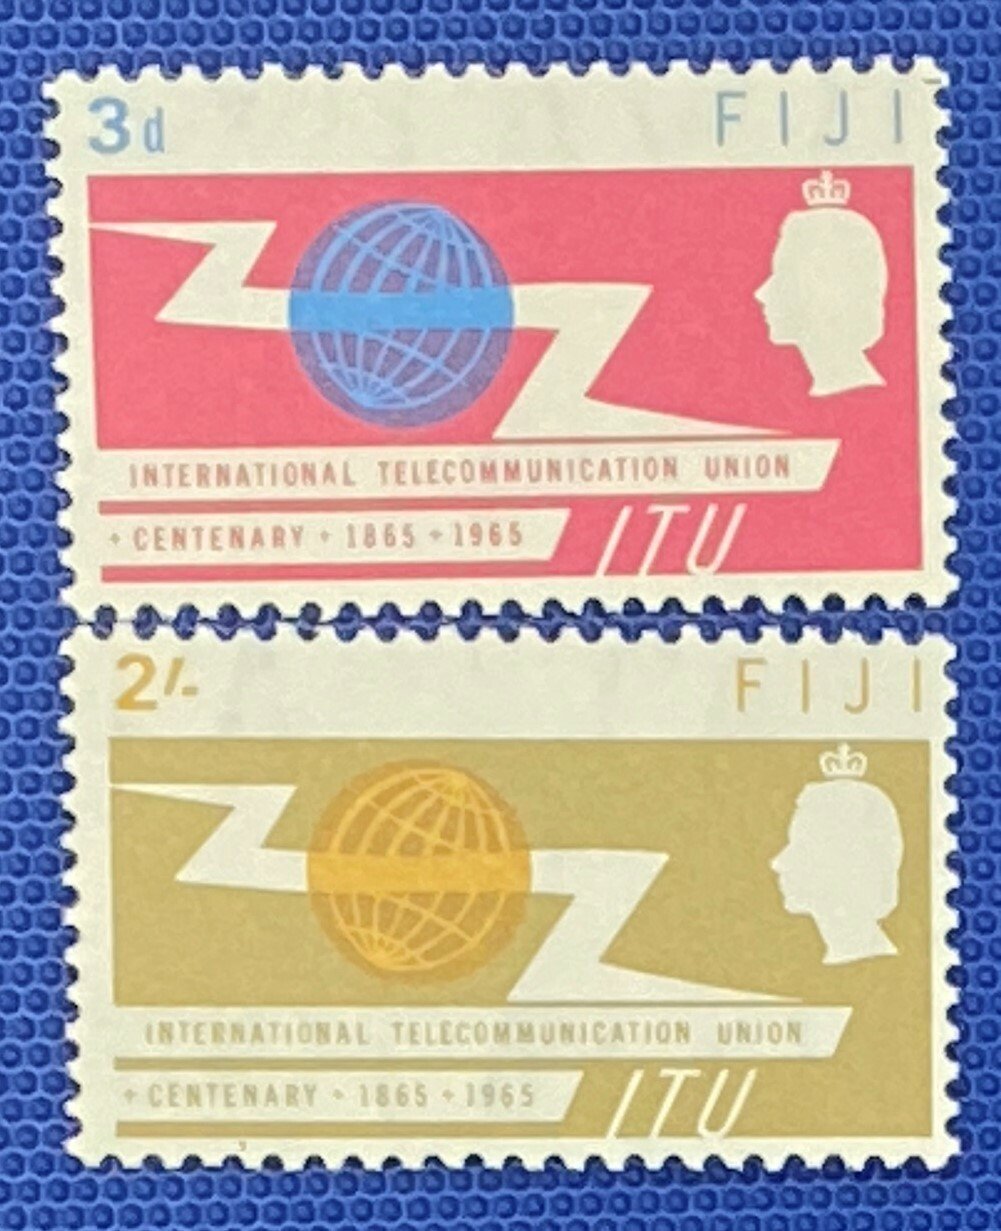 3d FIJI
INTERNATIONAL TELECOMMUNICATION UNION
+ CENTENARY + 1865 + 1965 ITU
2/- FIJI
INTERNATIONAL TELECOMMUNICATION UNION
+ CENTENARY + 1865 + 1965 ITU